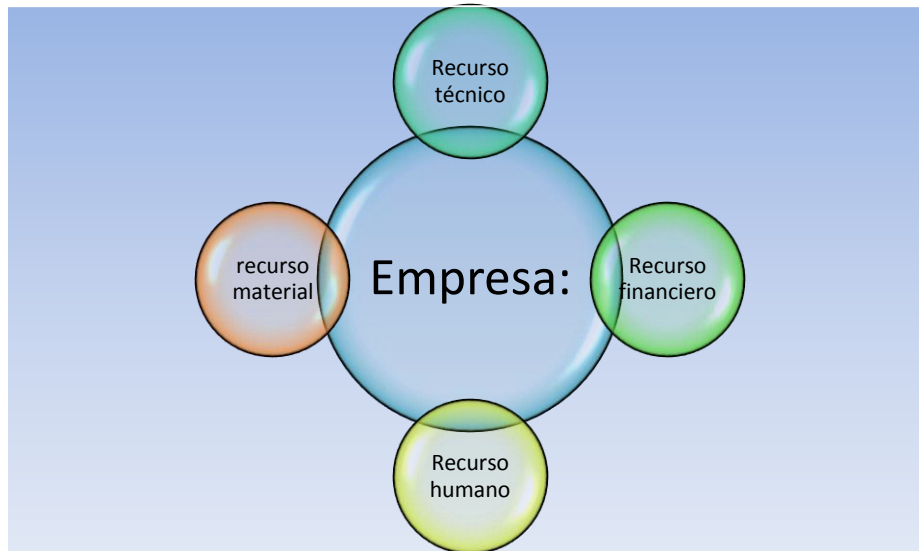 Recurso
técnico
recurso
material
Empresa:
Recurso
financiero
Recurso
humano